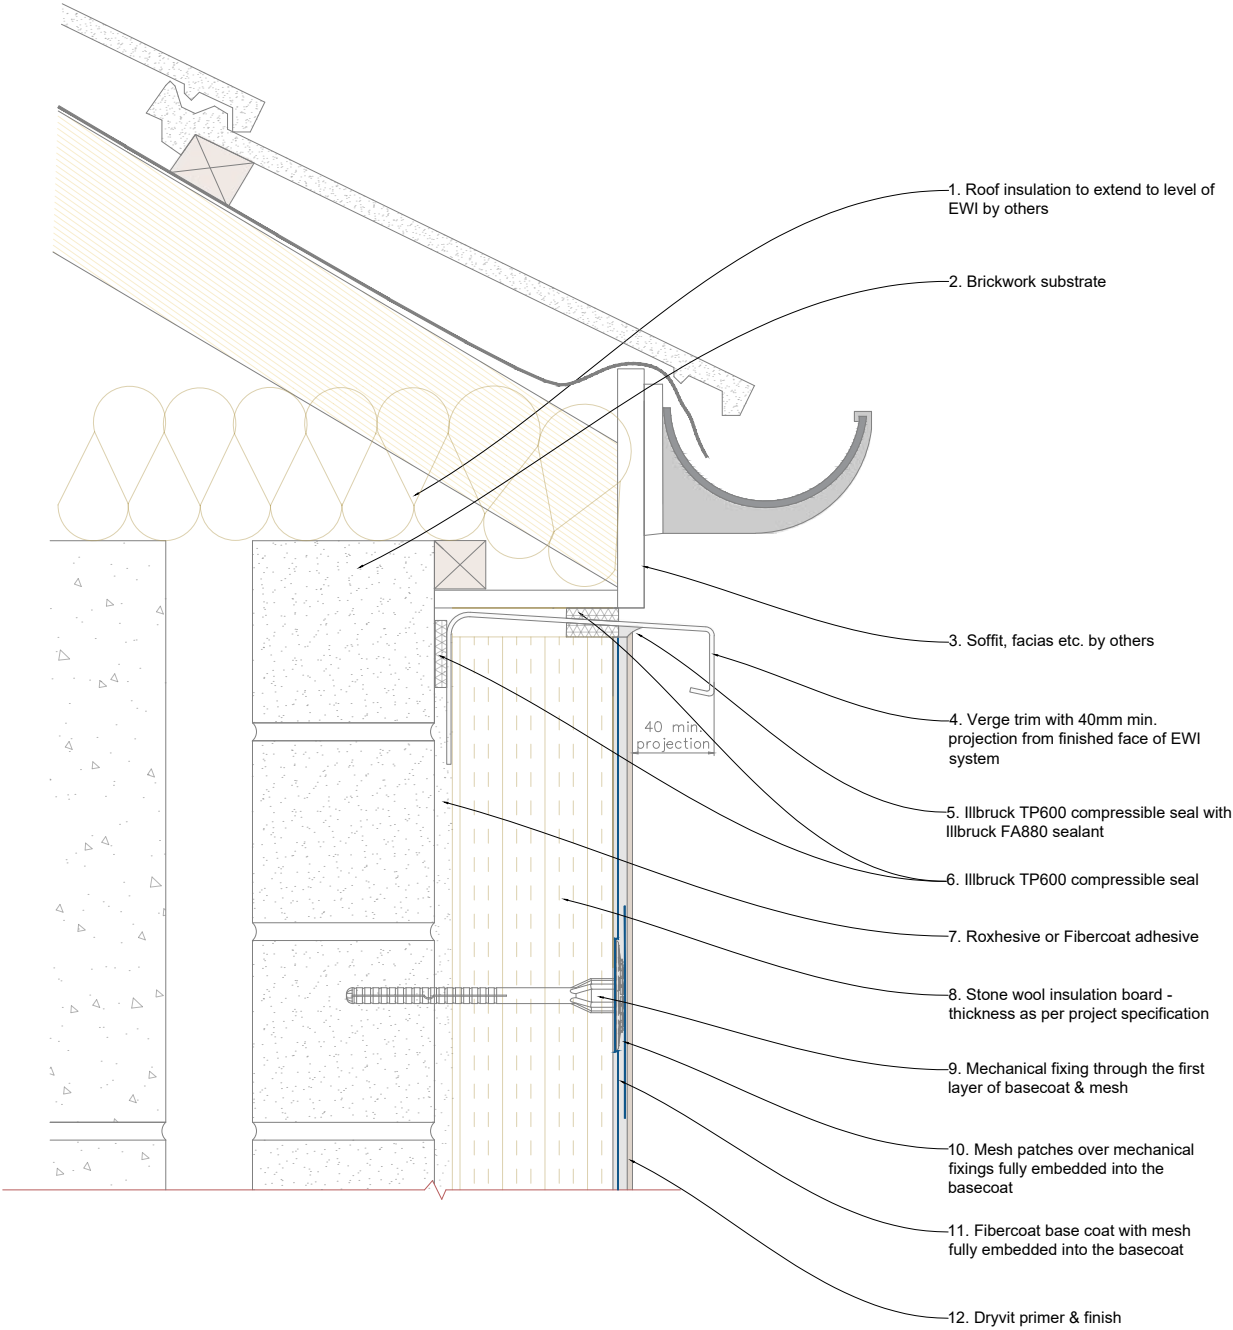 1. Roof insulation to extend to level of
EWI by others
2. Brickwork substrate
3. Soffit, facias etc. by others
40 min.
projection
4. Verge trim with 40mm min.
projection from finished face of EWI
system
5. Illbruck TP600 compressible seal with
Illbruck FA880 sealant
6. Illbruck TP600 compressible seal
7. Roxhesive or Fibercoat adhesive
8. Stone wool insulation board -
thickness as per project specification
9. Mechanical fixing through the first
layer of basecoat & mesh
10. Mesh patches over mechanical
fixings fully embedded into the
basecoat
11. Fibercoat base coat with mesh
fully embedded into the basecoat
12. Dryvit primer & finish